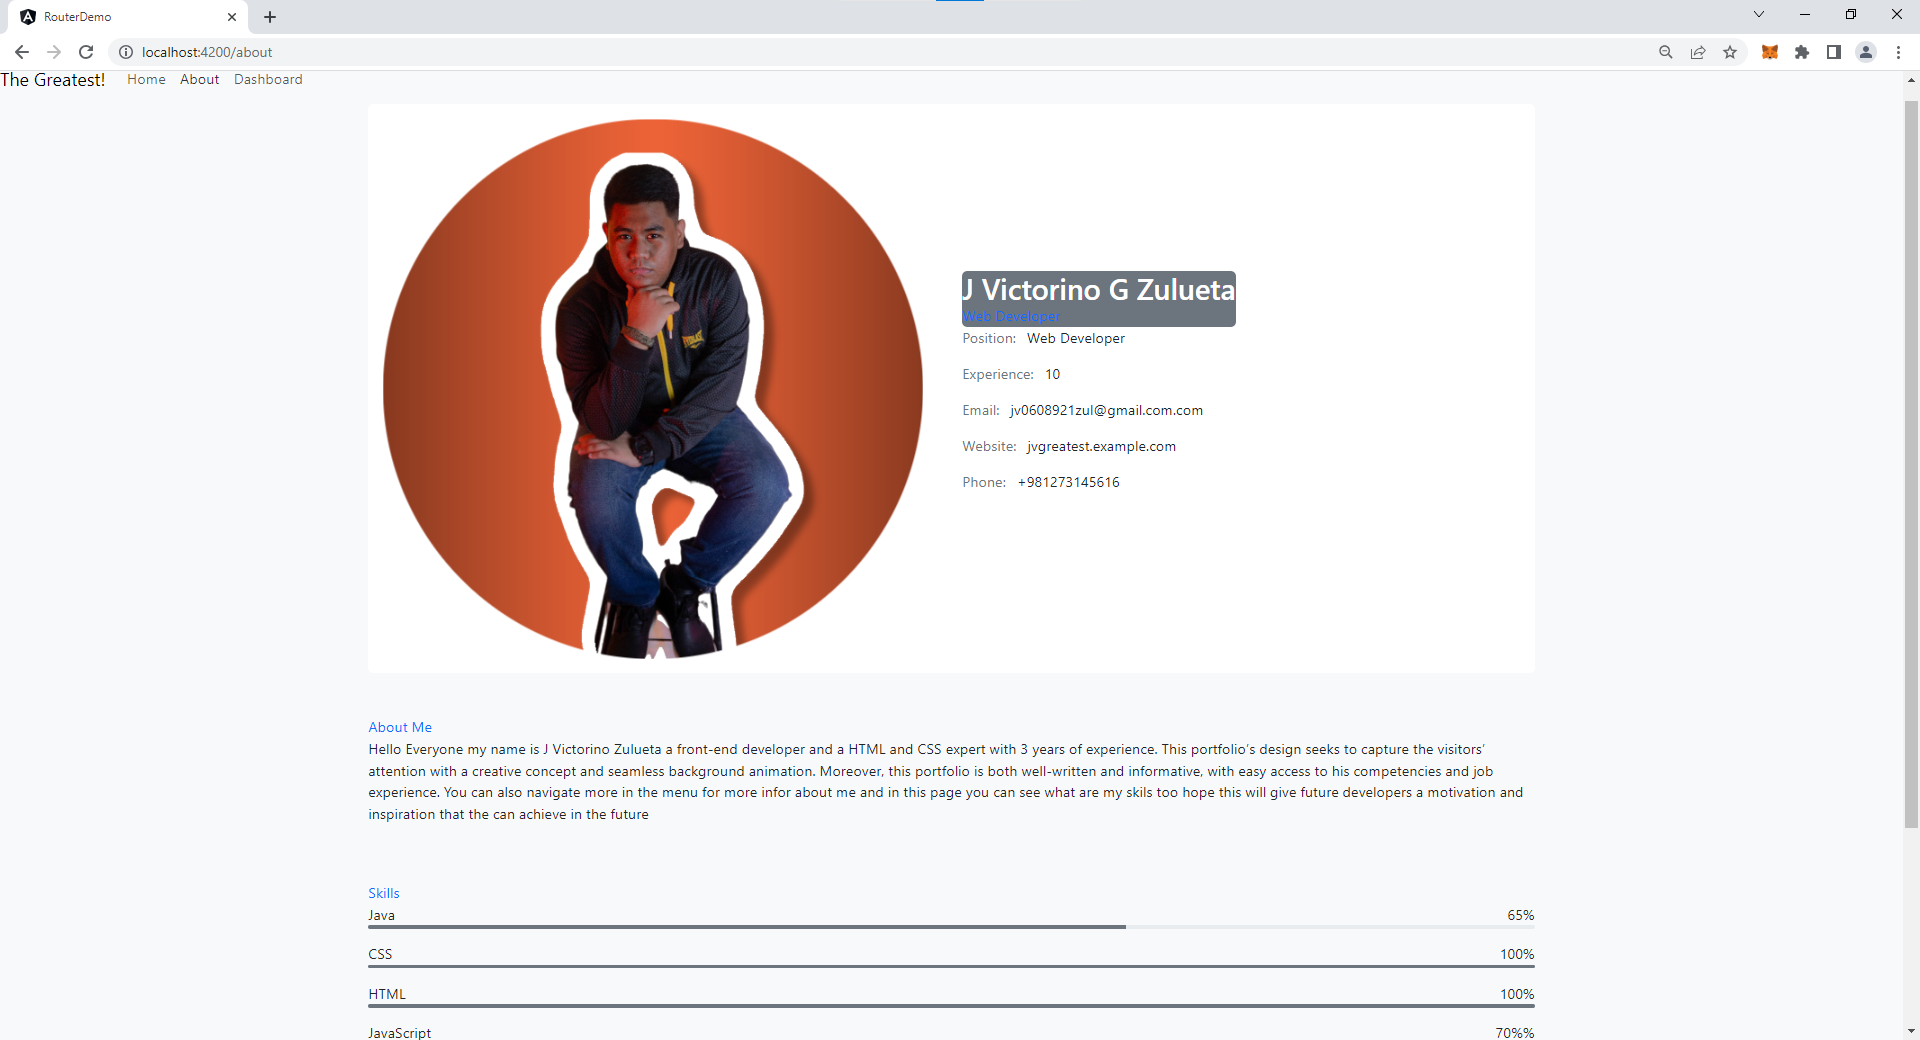 RouterDemo
localhost:4200/about
The Greatest! Home About Dashboard
J Victorino G Zulueta
Web Developer
Position: Web Developer
Experience: 10
Email: jv0608921zul@gmail.com.com
Website: jvgreatest.example.com
Phone: +981273145616
About Me
Hello Everyone my name is J Victorino Zulueta a front-end developer and a HTML and CSS expert with 3 years of experience. This portfolio's design seeks to capture the visitors'
attention with a creative concept and seamless background animation. Moreover, this portfolio is both well-written and informative, with easy access to his competencies and job
experience. You can also navigate more in the menu for more infor about me and in this page you can see what are my skils too hope this will give future developers a motivation and
inspiration that the can achieve in the future
Skills
Java 65%
CSS 100%
HTML 100%
JavaScript 70%%